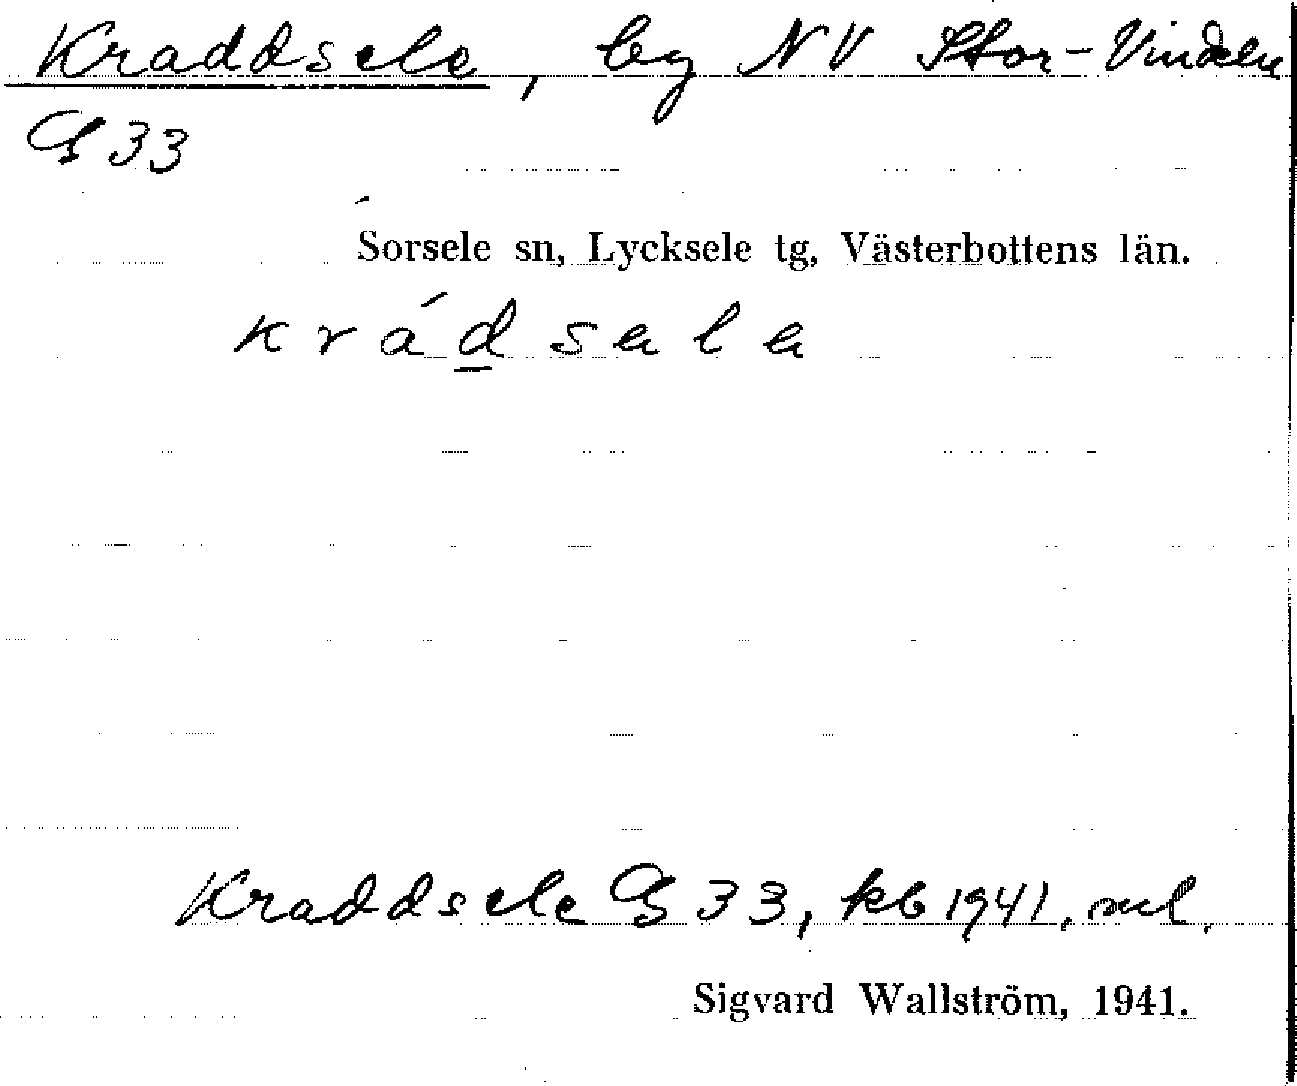 Kraddsele, by NV Stor-Vindeln
G 33
Sorsele sn, Lycksele tg, Västerbottens län.
krádsele
Kraddsele G 33, kb 1941, ml.
Sigvard Wallström, 1941.